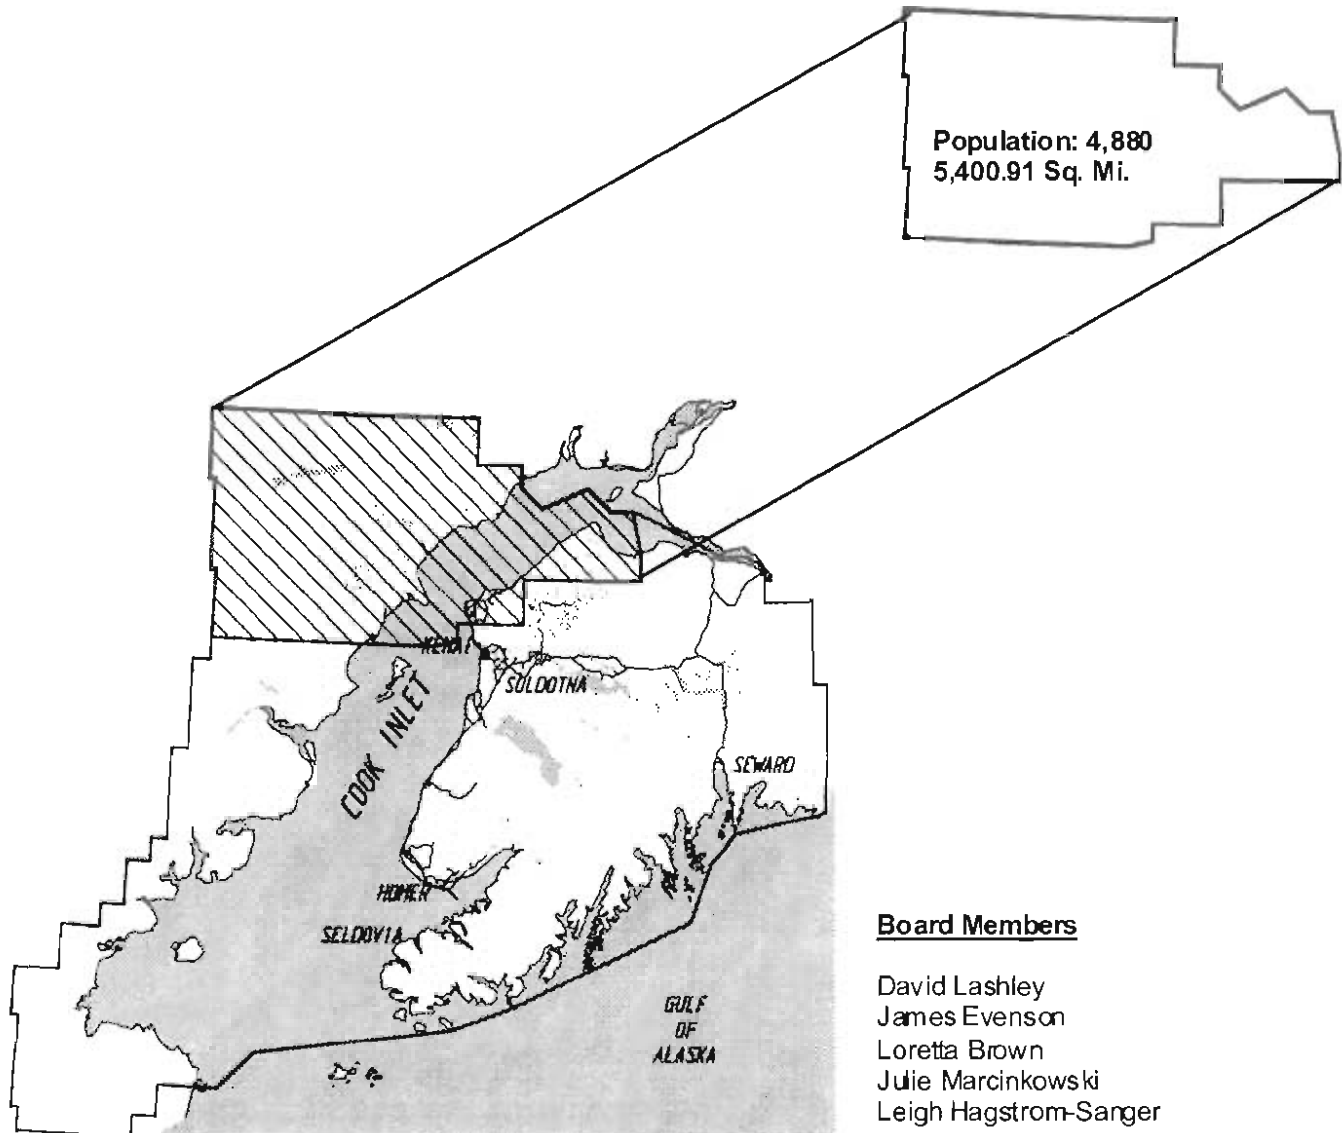 Population: 4,880
5,400.91 Sq. Mi.
KENAI
SOLDOTNA
COOK INLET
SEWARD
HOMER
SELDOVIA
GULF
OF
ALASKA
Board Members
David Lashley
James Evenson
Loretta Brown
Julie Marcinkowski
Leigh Hagstrom-Sanger